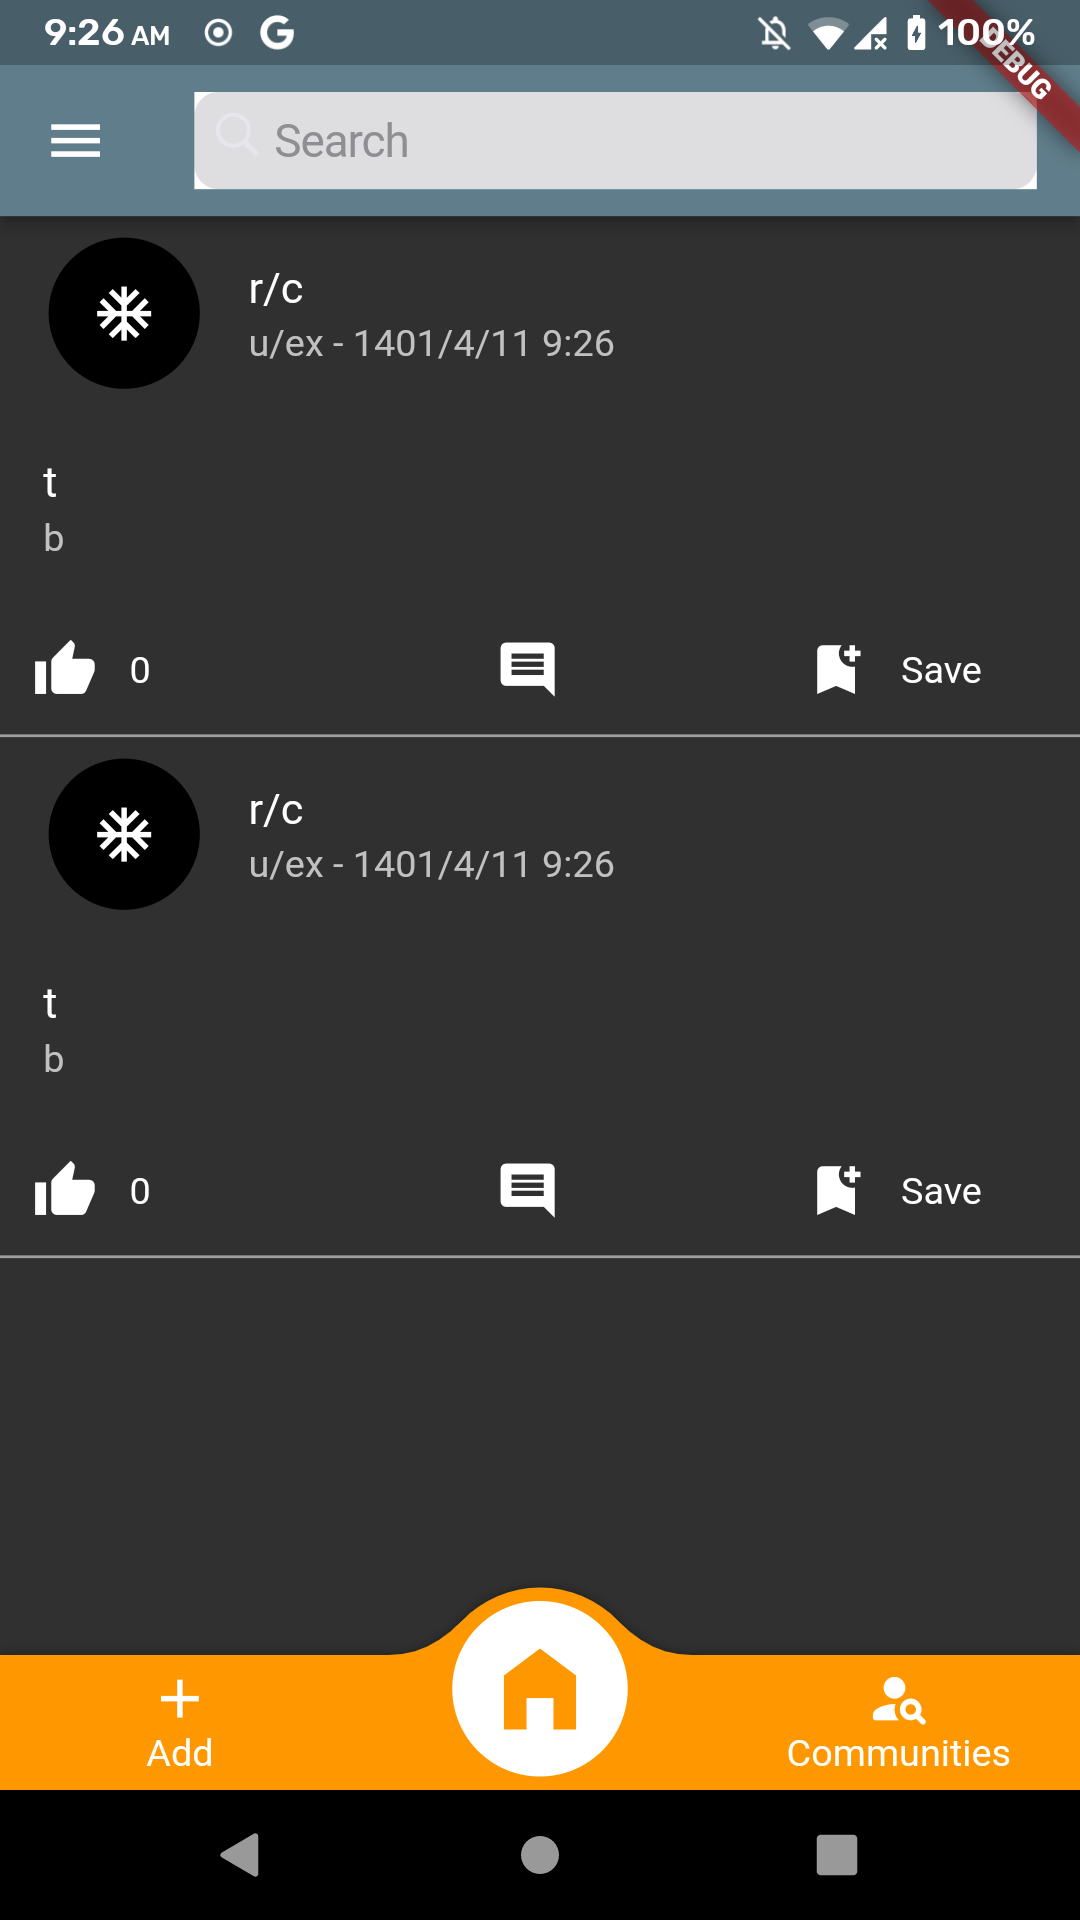 9:26 AM
100%
DEBUG
Search
r/c
u/ex - 1401/4/11 9:26
t
b
0
Save
r/c
u/ex - 1401/4/11 9:26
t
b
0
Save
Add
Communities